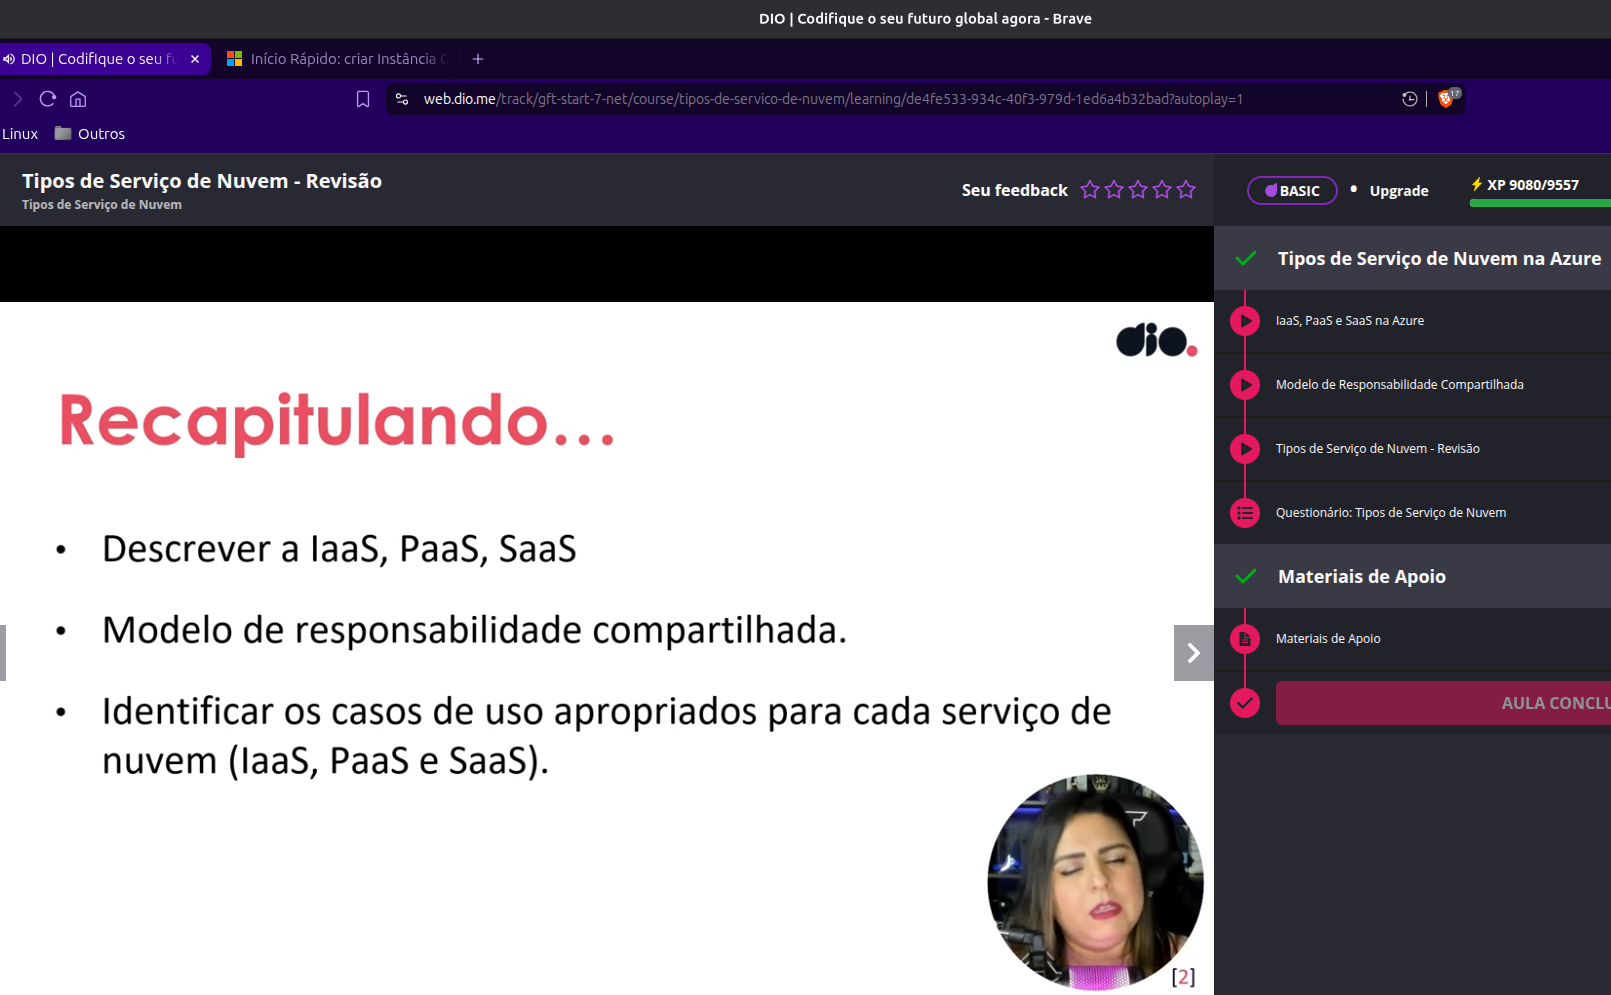 DIO | Codifique o seu futuro global agora - Brave
DIO | Codifique o seu fu
Início Rápido: criar Instância
web.dio.me/track/gft-start-7-net/course/tipos-de-servico-de-nuvem/learning/de4fe533-934c-40f3-979d-1ed6a4b32bad?autoplay=1
17
Linux Outros
Tipos de Serviço de Nuvem - Revisão
Tipos de Serviço de Nuvem
Seu feedback
BASIC • Upgrade
XP 9080/9557
dio.
Recapitulando...
• Descrever a IaaS, PaaS, SaaS
• Modelo de responsabilidade compartilhada.
• Identificar os casos de uso apropriados para cada serviço de
nuvem (IaaS, PaaS e SaaS).
[2]
Tipos de Serviço de Nuvem na Azure
IaaS, PaaS e SaaS na Azure
Modelo de Responsabilidade Compartilhada
Tipos de Serviço de Nuvem - Revisão
Questionário: Tipos de Serviço de Nuvem
Materiais de Apoio
Materiais de Apoio
AULA CONCLU